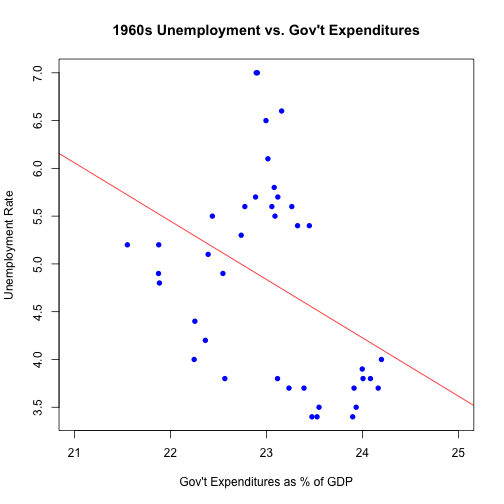 1960s Unemployment vs. Gov't Expenditures
Unemployment Rate
7.0
6.5
6.0
5.5
5.0
4.5
4.0
3.5
21 22 23 24 25
Gov't Expenditures as % of GDP